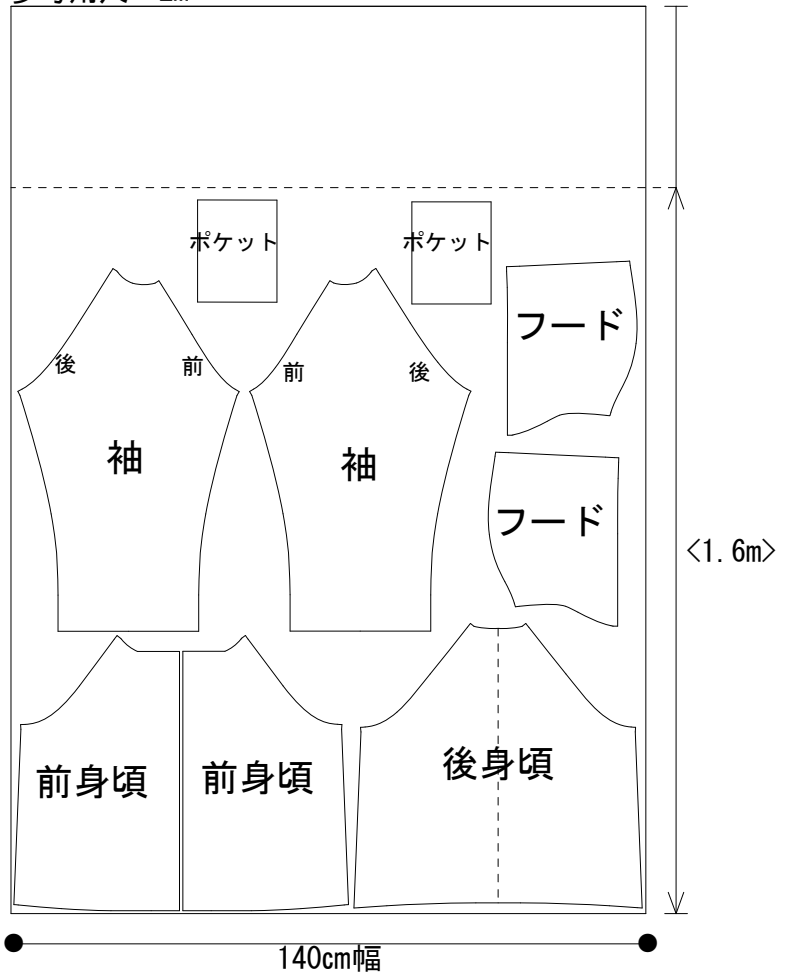 2m
ポケット
ポケット
フード
後
前
前
後
袖
袖
フード
<1.6m>
前身頃
前身頃
後身頃
140cm幅